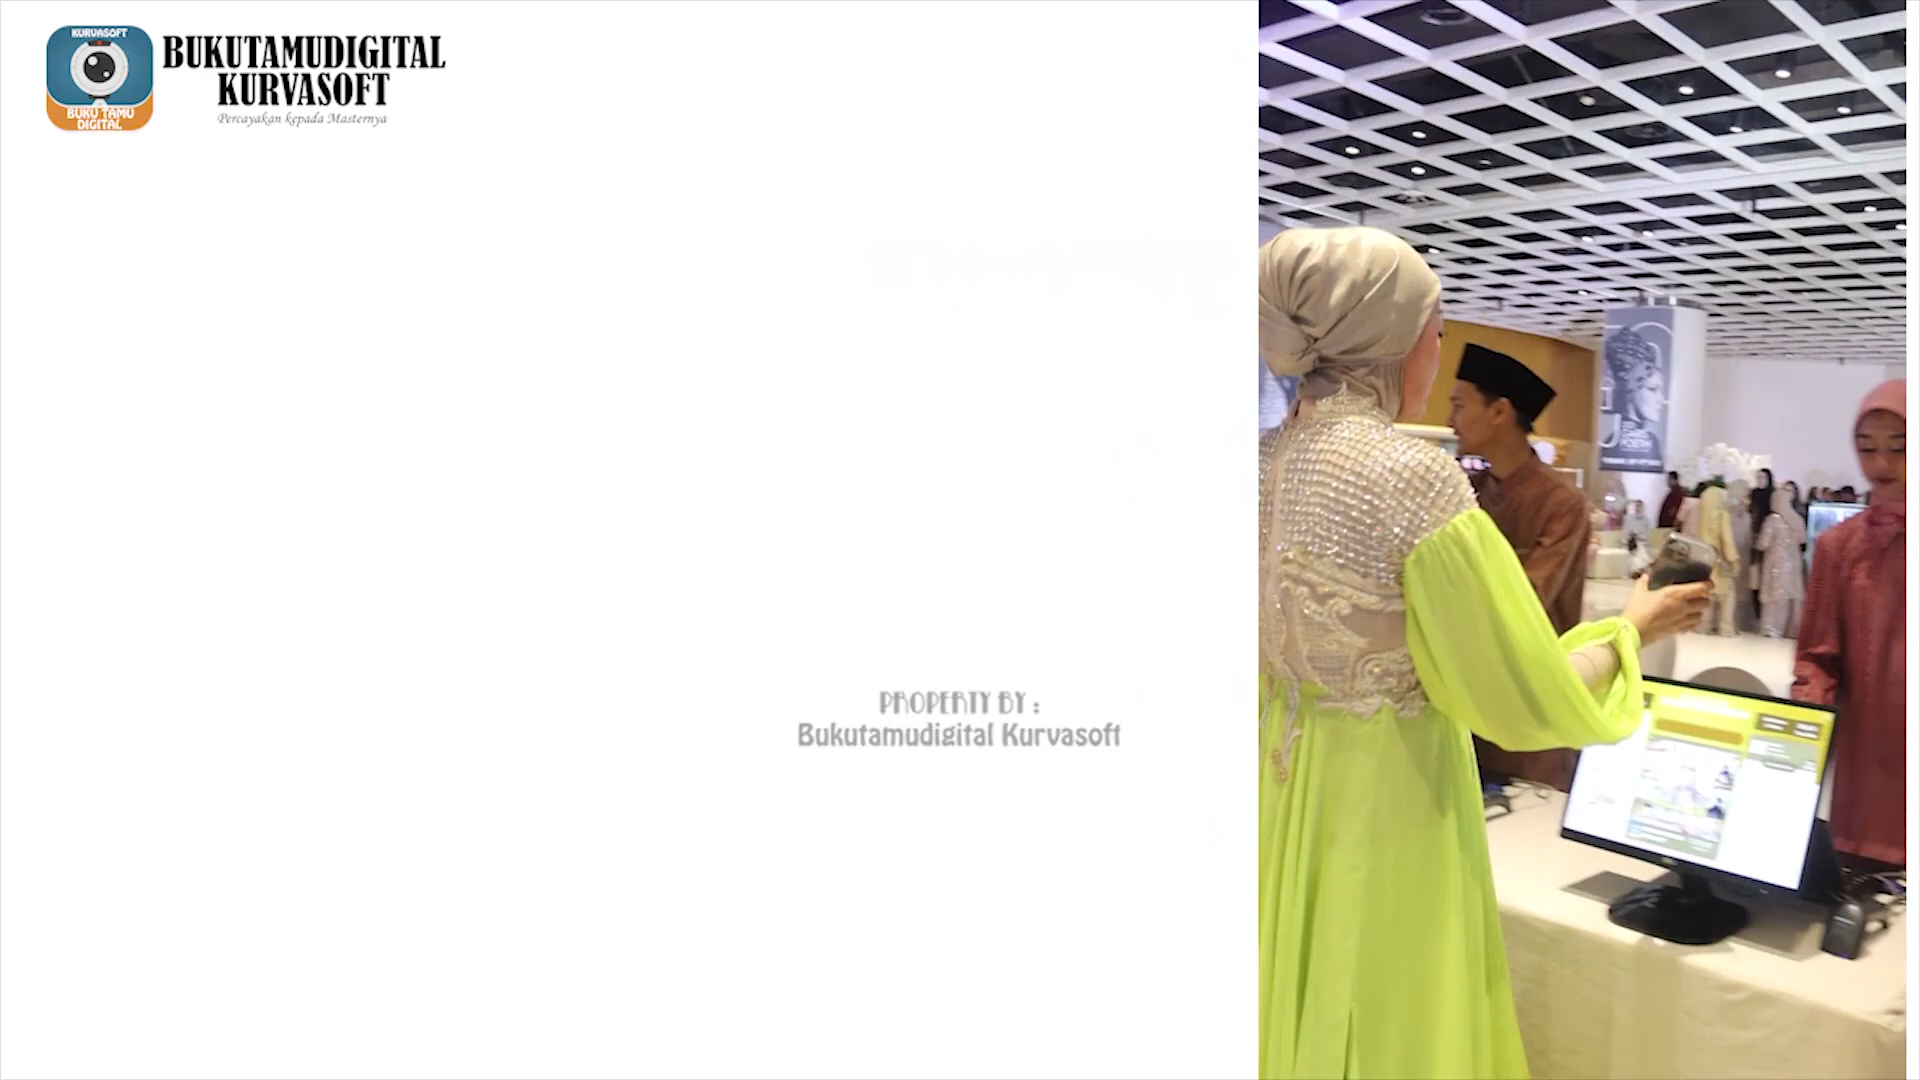 KURVASOFT
BUKU TAMU
DIGITAL
BUKUTAMUDIGITAL
KURVASOFT
Percayakan kepada Masternya
PROPERTY BY :
Bukutamudigital Kurvasoft